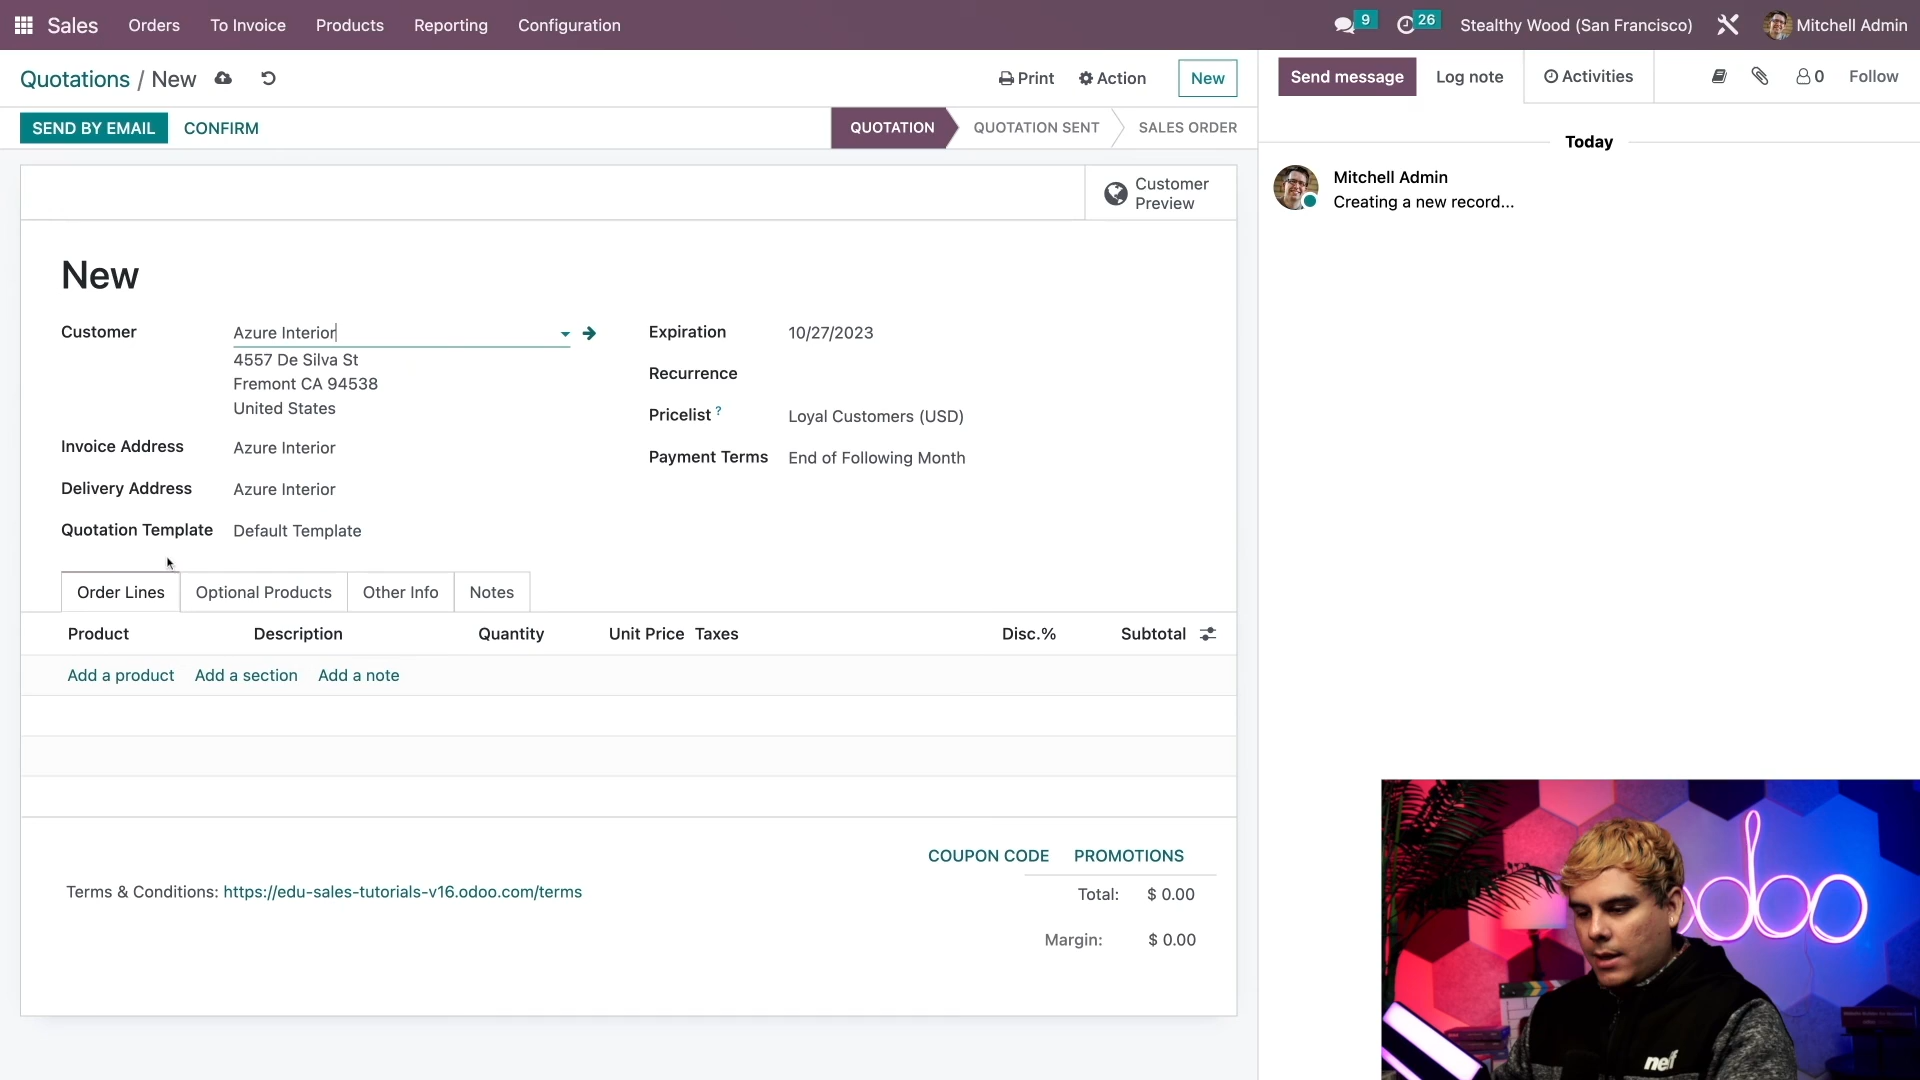 Sales Orders To Invoice Products Reporting Configuration 9 26 Stealthy Wood (San Francisco) Mitchell Admin
Quotations / New Print Action New
Send message Log note Activities 0 Follow
SEND BY EMAIL CONFIRM QUOTATION QUOTATION SENT SALES ORDER
Today
Mitchell Admin
Creating a new record...
Customer
Preview
New
Customer Azure Interior
4557 De Silva St
Fremont CA 94538
United States
Invoice Address Azure Interior
Delivery Address Azure Interior
Quotation Template Default Template
Expiration 10/27/2023
Recurrence
Pricelist ? Loyal Customers (USD)
Payment Terms End of Following Month
Order Lines Optional Products Other Info Notes
Product Description Quantity Unit Price Taxes Disc.% Subtotal
Add a product Add a section Add a note
COUPON CODE PROMOTIONS
Terms & Conditions: https://edu-sales-tutorials-v16.odoo.com/terms
Total: $ 0.00
Margin: $ 0.00
odoo
neff